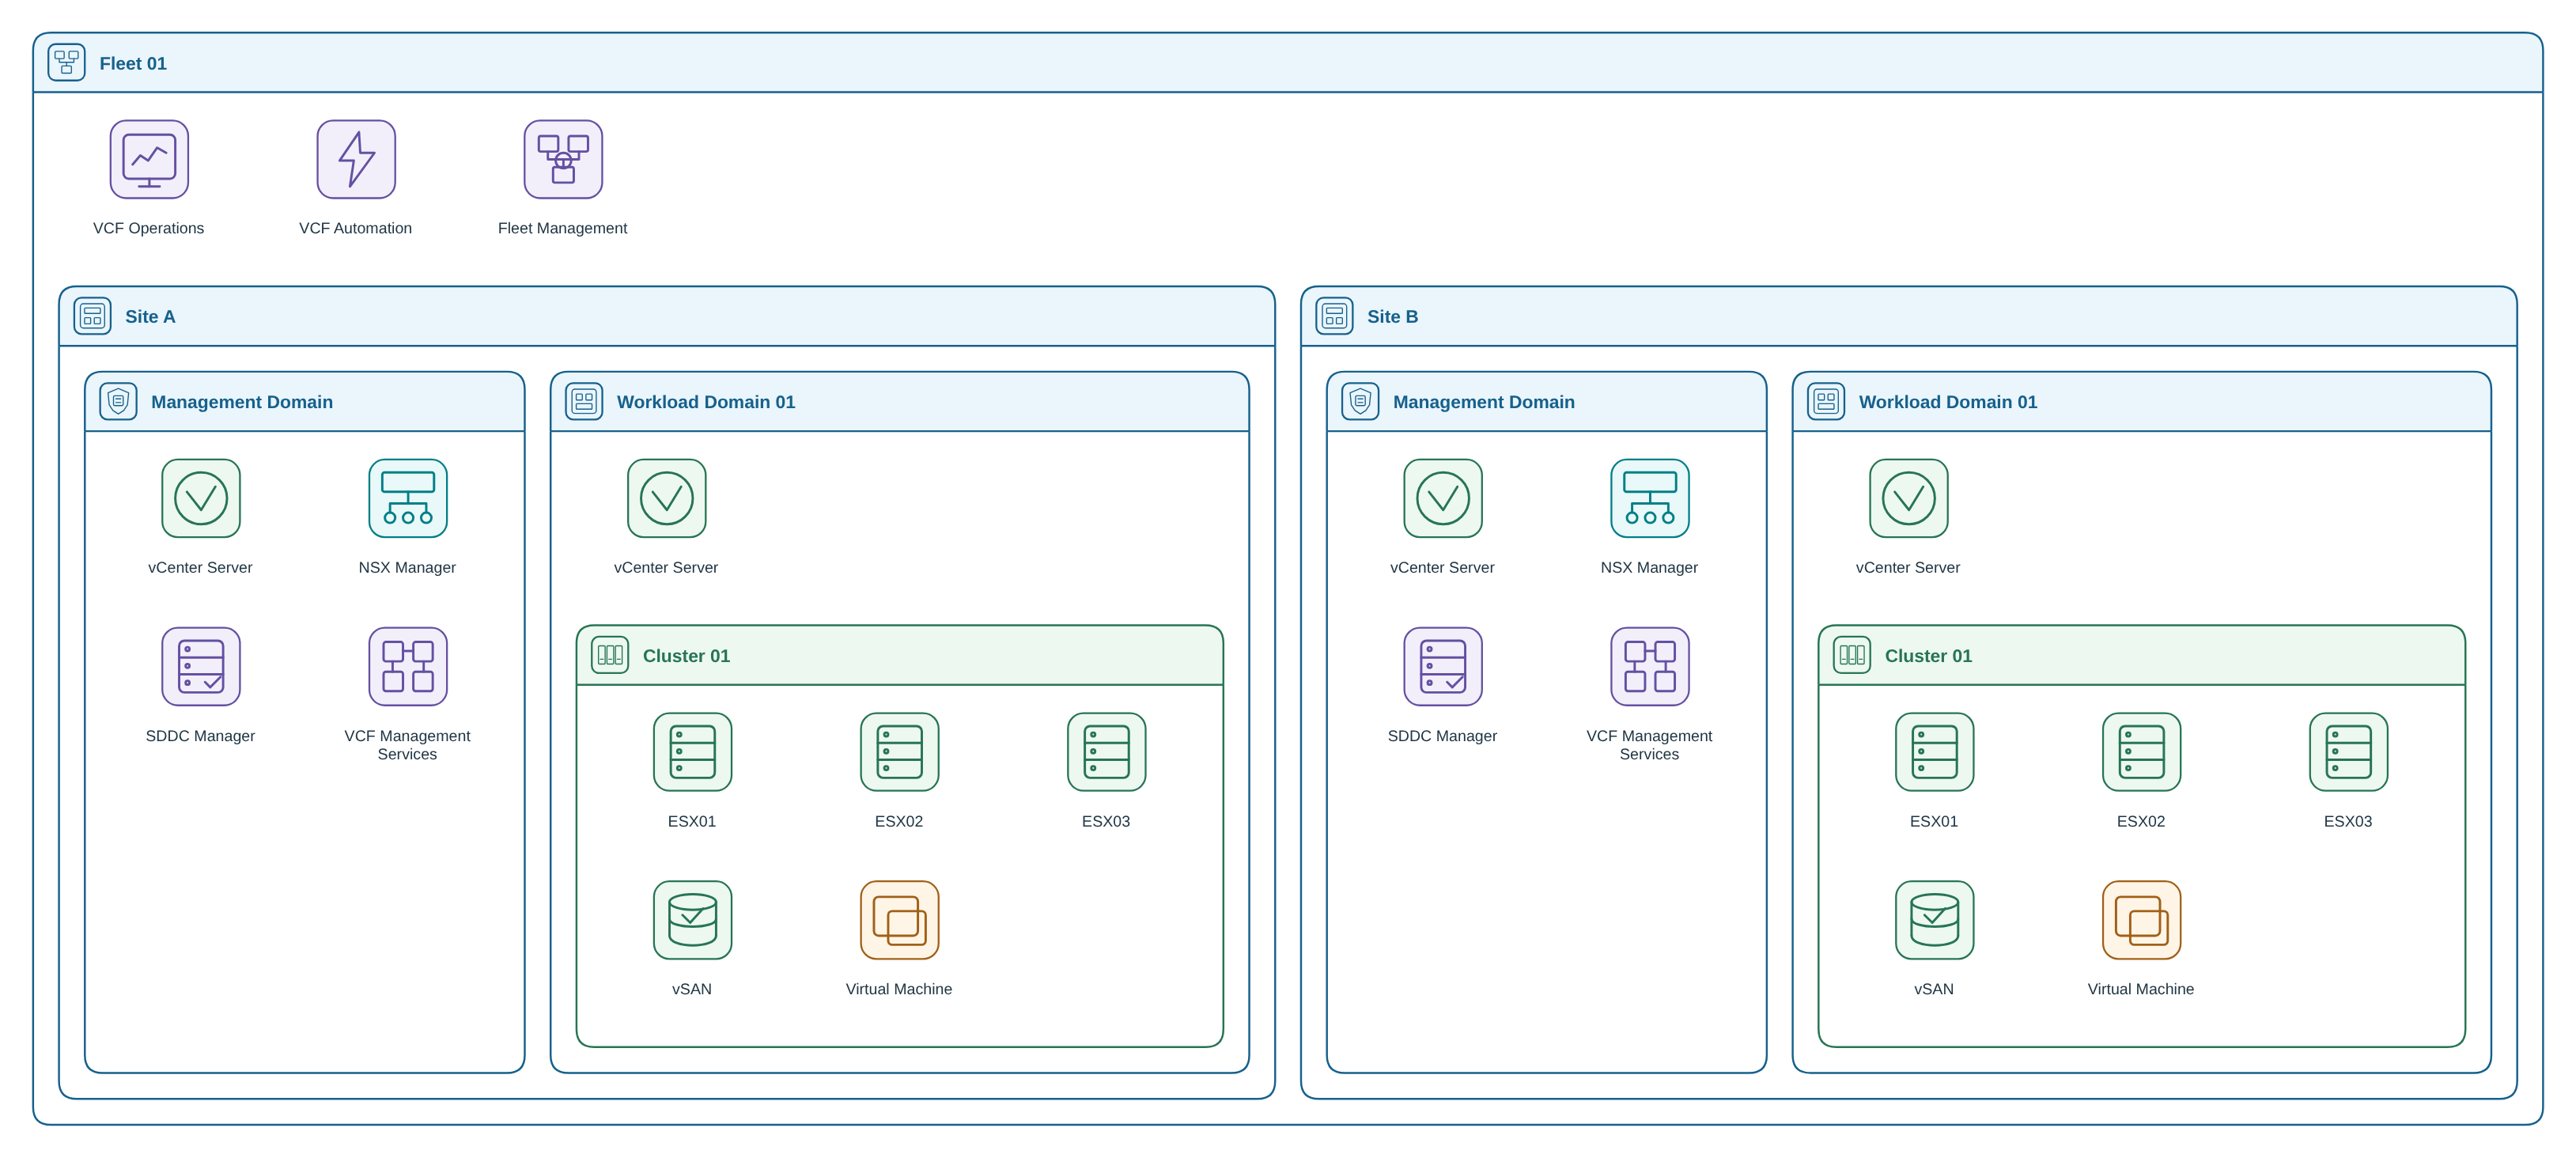 Fleet 01
VCF Operations
VCF Automation
Fleet Management
Site A
Management Domain
vCenter Server
NSX Manager
SDDC Manager
VCF Management
Services
Workload Domain 01
vCenter Server
Cluster 01
ESX01
ESX02
ESX03
vSAN
Virtual Machine
Site B
Management Domain
vCenter Server
NSX Manager
SDDC Manager
VCF Management
Services
Workload Domain 01
vCenter Server
Cluster 01
ESX01
ESX02
ESX03
vSAN
Virtual Machine